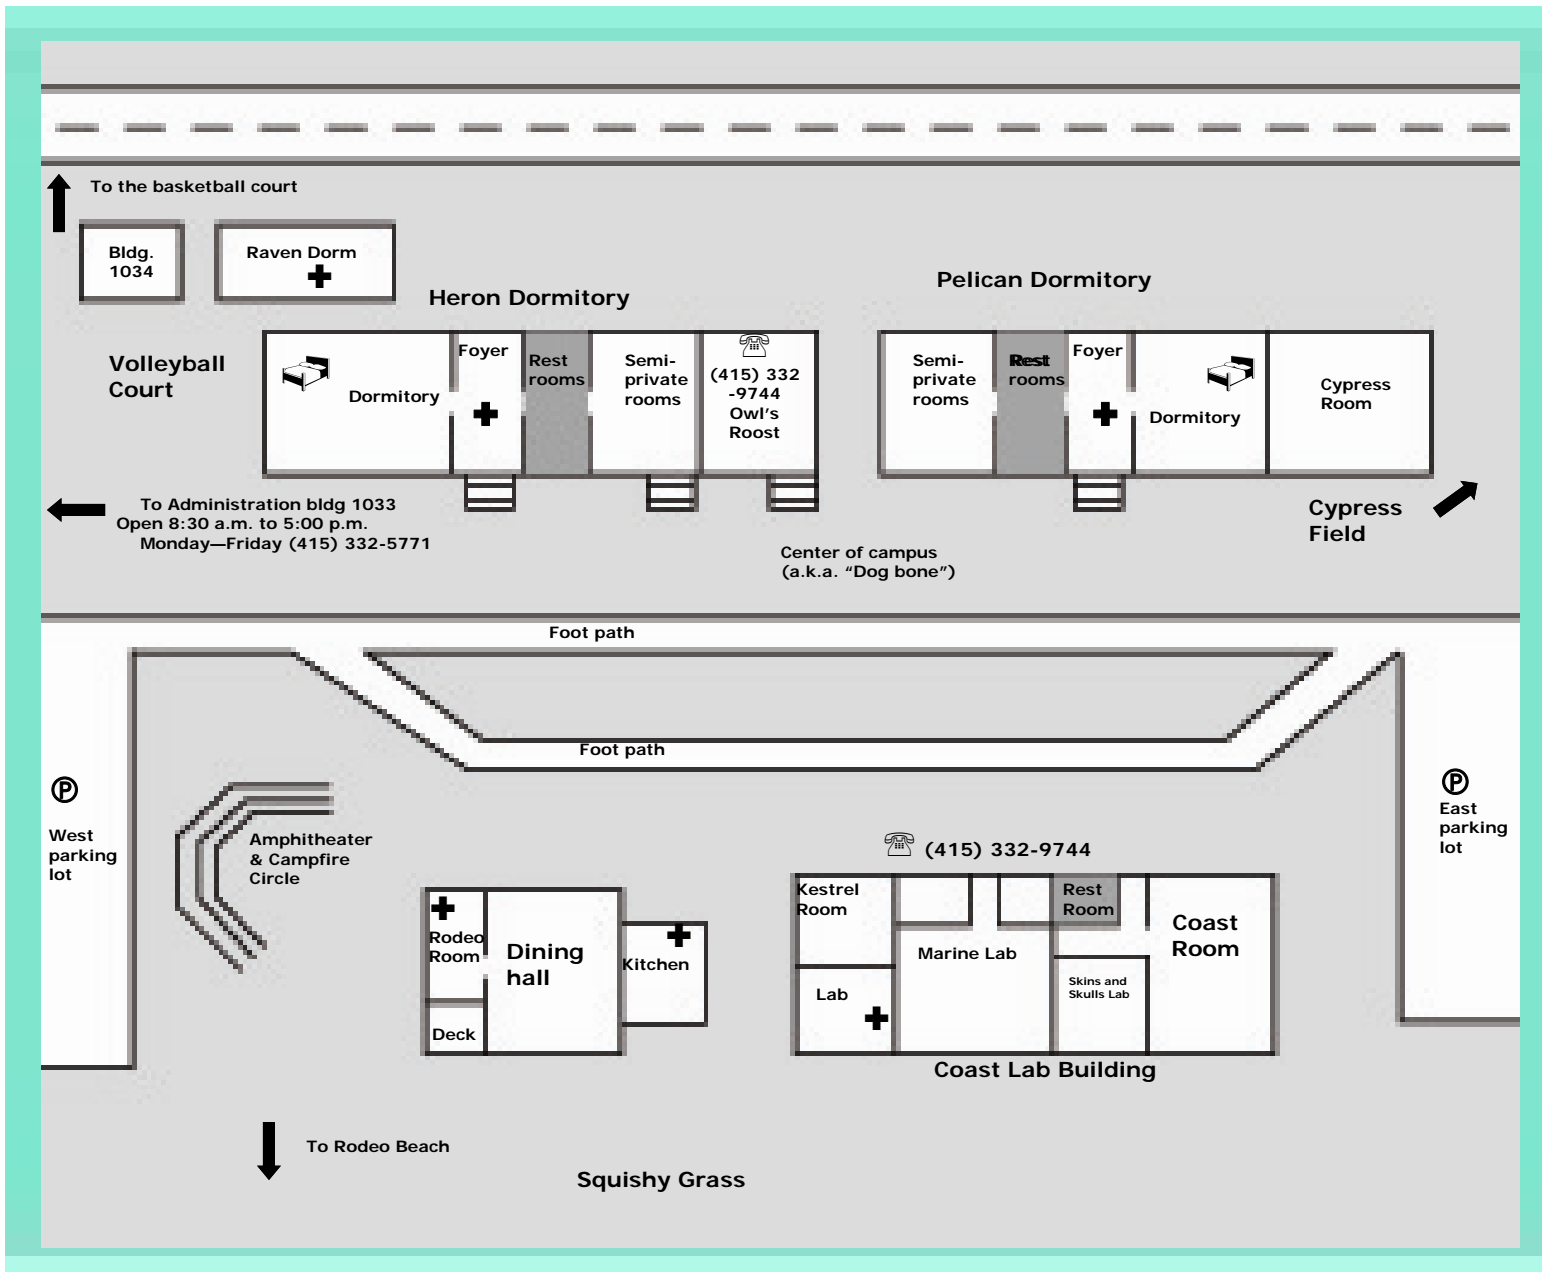 To the basketball court
Bldg.
1034
Raven Dorm
Heron Dormitory
Pelican Dormitory
Volleyball
Court
Dormitory
Foyer
Rest
rooms
Semi-
private
rooms
(415) 332
-9744
Owl's
Roost
Semi-
private
rooms
Rest
rooms
Foyer
Dormitory
Cypress
Room
To Administration bldg 1033
Open 8:30 a.m. to 5:00 p.m.
Monday—Friday (415) 332-5771
Cypress
Field
Center of campus
(a.k.a. “Dog bone”)
Foot path
Foot path
P
West
parking
lot
Amphitheater
& Campfire
Circle
P
East
parking
lot
(415) 332-9744
Rodeo
Room
Deck
Dining
hall
Kitchen
Kestrel
Room
Lab
Marine Lab
Rest
Room
Skins and
Skulls Lab
Coast
Room
Coast Lab Building
To Rodeo Beach
Squishy Grass